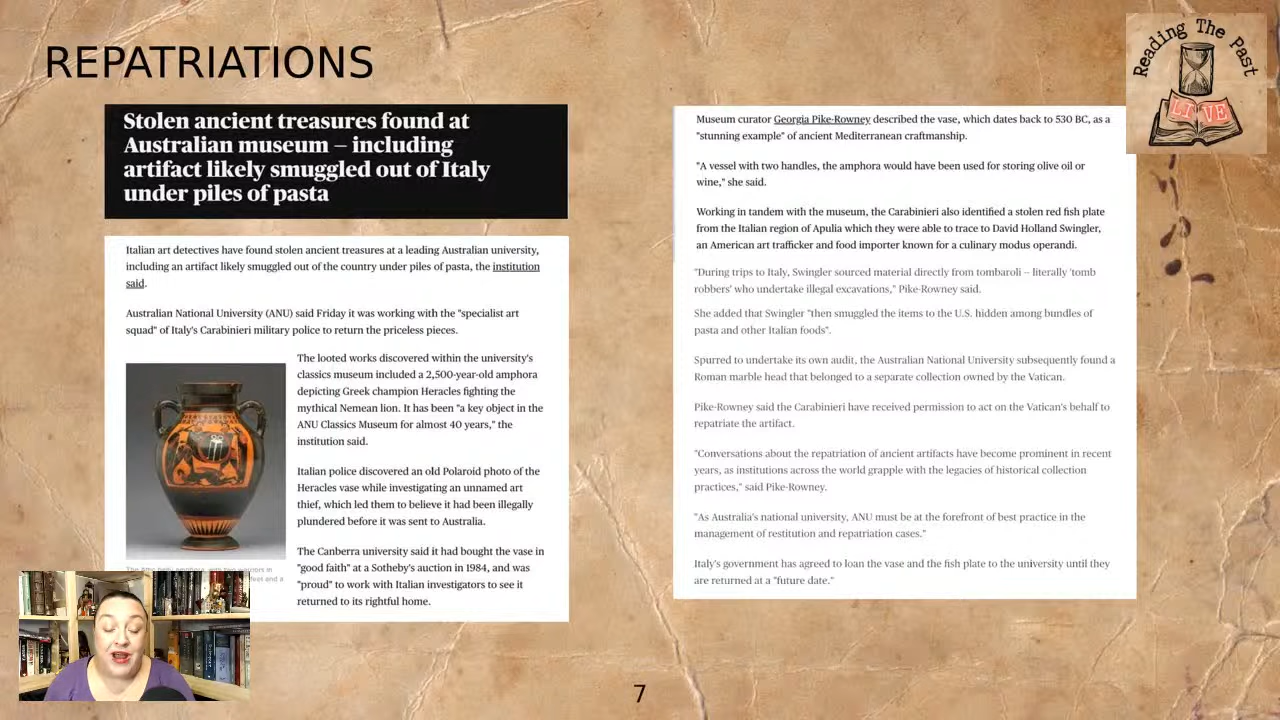 REPATRIATIONS
Reading The Past
LIVE
Stolen ancient treasures found at
Australian museum — including
artifact likely smuggled out of Italy
under piles of pasta
Italian art detectives have found stolen ancient treasures at a leading Australian university,
including an artifact likely smuggled out of the country under piles of pasta, the institution
said.
Australian National University (ANU) said Friday it was working with the "specialist art
squad" of Italy's Carabinieri military police to return the priceless pieces.
The looted works discovered within the university's
classics museum included a 2,500-year-old amphora
depicting Greek champion Heracles fighting the
mythical Nemean lion. It has been "a key object in the
ANU Classics Museum for almost 40 years," the
institution said.
Italian police discovered an old Polaroid photo of the
Heracles vase while investigating an unnamed art
thief, which led them to believe it had been illegally
plundered before it was sent to Australia.
The Canberra university said it had bought the vase in
"good faith" at a Sotheby's auction in 1984, and was
"proud" to work with Italian investigators to see it
returned to its rightful home.
feet and a
Museum curator Georgia Pike-Rowney described the vase, which dates back to 530 BC, as a
"stunning example" of ancient Mediterranean craftmanship.
"A vessel with two handles, the amphora would have been used for storing olive oil or
wine," she said.
Working in tandem with the museum, the Carabinieri also identified a stolen red fish plate
from the Italian region of Apulia which they were able to trace to David Holland Swingler,
an American art trafficker and food importer known for a culinary modus operandi.
"During trips to Italy, Swingler sourced material directly from tombaroli — literally 'tomb
robbers' who undertake illegal excavations," Pike-Rowney said.
She added that Swingler "then smuggled the items to the U.S. hidden among bundles of
pasta and other Italian foods".
Spurred to undertake its own audit, the Australian National University subsequently found a
Roman marble head that belonged to a separate collection owned by the Vatican.
Pike-Rowney said the Carabinieri have received permission to act on the Vatican's behalf to
repatriate the artifact.
"Conversations about the repatriation of ancient artifacts have become prominent in recent
years, as institutions across the world grapple with the legacies of historical collection
practices," said Pike-Rowney.
"As Australia's national university, ANU must be at the forefront of best practice in the
management of restitution and repatriation cases."
Italy's government has agreed to loan the vase and the fish plate to the university until they
are returned at a "future date."
7